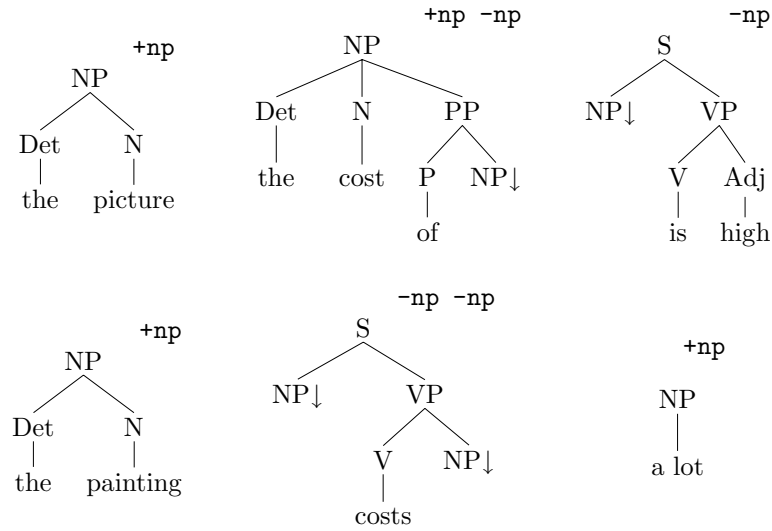 +np
NP
Det N
the picture
+np -np
NP
Det N PP
the cost P NP↓
of
-np
S
NP↓ VP
V Adj
is high
+np
NP
Det N
the painting
-np -np
S
NP↓ VP
V NP↓
costs
+np
NP
a lot